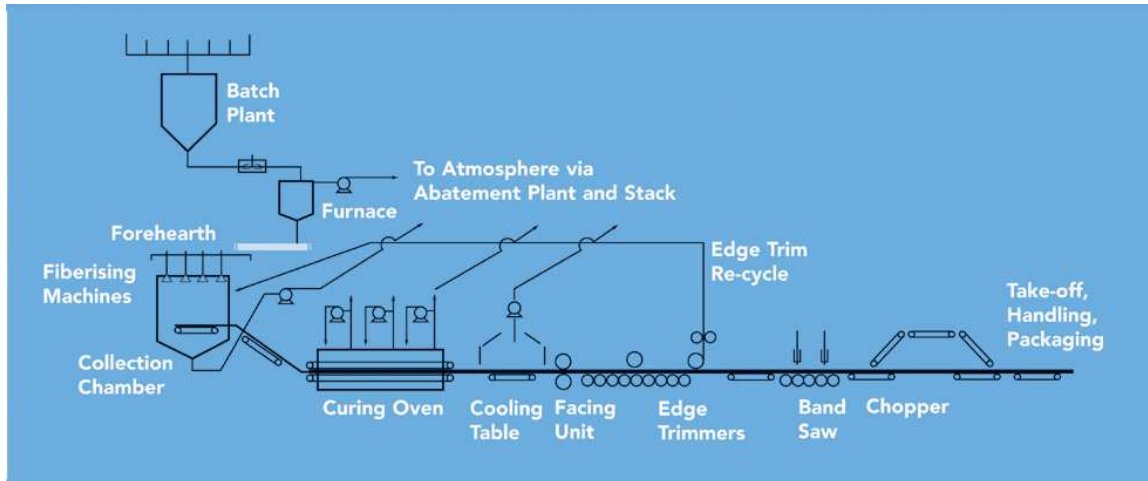 Batch
Plant
To Atmosphere via
Abatement Plant and Stack
Furnace
Forehearth
Fiberising
Machines
Edge Trim
Re-cycle
Take-off,
Handling,
Packaging
Collection
Chamber
Curing Oven
Cooling
Table
Facing
Unit
Edge
Trimmers
Band
Saw
Chopper